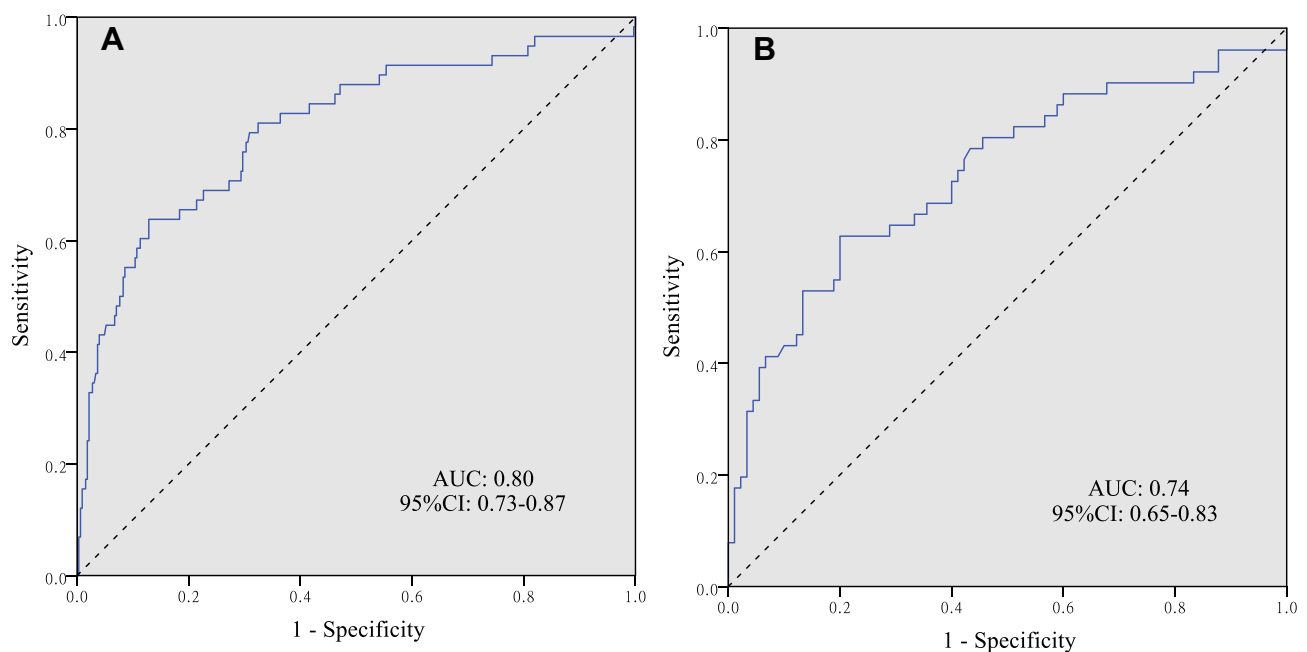 A
1.0
0.8
0.6
0.4
0.2
0.0
Sensitivity
AUC: 0.80
95%CI: 0.73-0.87
0.0 0.2 0.4 0.6 0.8 1.0
1 - Specificity
B
1.0
0.8
0.6
0.4
0.2
0.0
Sensitivity
AUC: 0.74
95%CI: 0.65-0.83
0.0 0.2 0.4 0.6 0.8 1.0
1 - Specificity